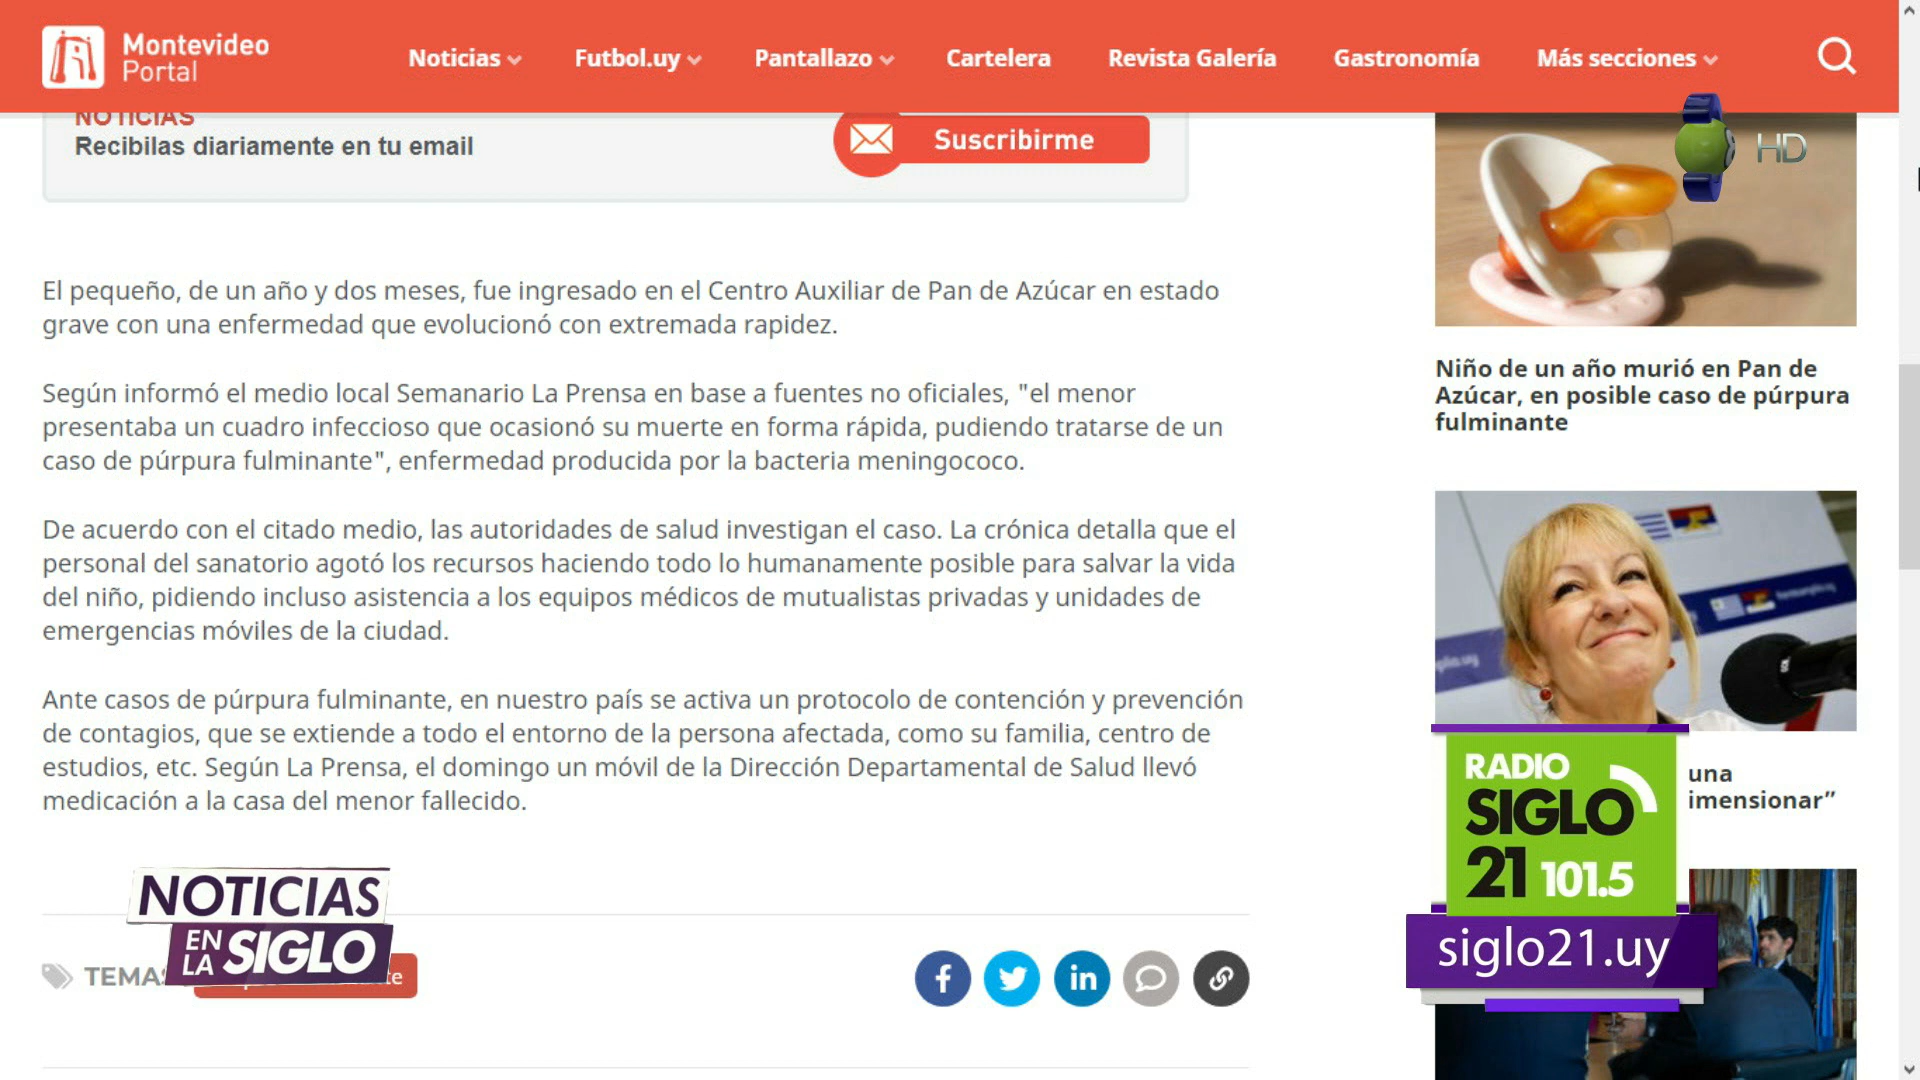 Montevideo
Portal
Noticias
Futbol.uy
Pantallazo
Cartelera
Revista Galería
Gastronomía
Más secciones
NOTICIAS
Recibilas diariamente en tu email
Suscribirme
HD
El pequeño, de un año y dos meses, fue ingresado en el Centro Auxiliar de Pan de Azúcar en estado
grave con una enfermedad que evolucionó con extremada rapidez.
Según informó el medio local Semanario La Prensa en base a fuentes no oficiales, "el menor
presentaba un cuadro infeccioso que ocasionó su muerte en forma rápida, pudiendo tratarse de un
caso de púrpura fulminante", enfermedad producida por la bacteria meningococo.
De acuerdo con el citado medio, las autoridades de salud investigan el caso. La crónica detalla que el
personal del sanatorio agotó los recursos haciendo todo lo humanamente posible para salvar la vida
del niño, pidiendo incluso asistencia a los equipos médicos de mutualistas privadas y unidades de
emergencias móviles de la ciudad.
Ante casos de púrpura fulminante, en nuestro país se activa un protocolo de contención y prevención
de contagios, que se extiende a todo el entorno de la persona afectada, como su familia, centro de
estudios, etc. Según La Prensa, el domingo un móvil de la Dirección Departamental de Salud llevó
medicación a la casa del menor fallecido.
TEMAS
NOTICIAS
EN LA SIGLO
Niño de un año murió en Pan de
Azúcar, en posible caso de púrpura
fulminante
una
imensionar”
RADIO
SIGLO
21 101.5
siglo21.uy